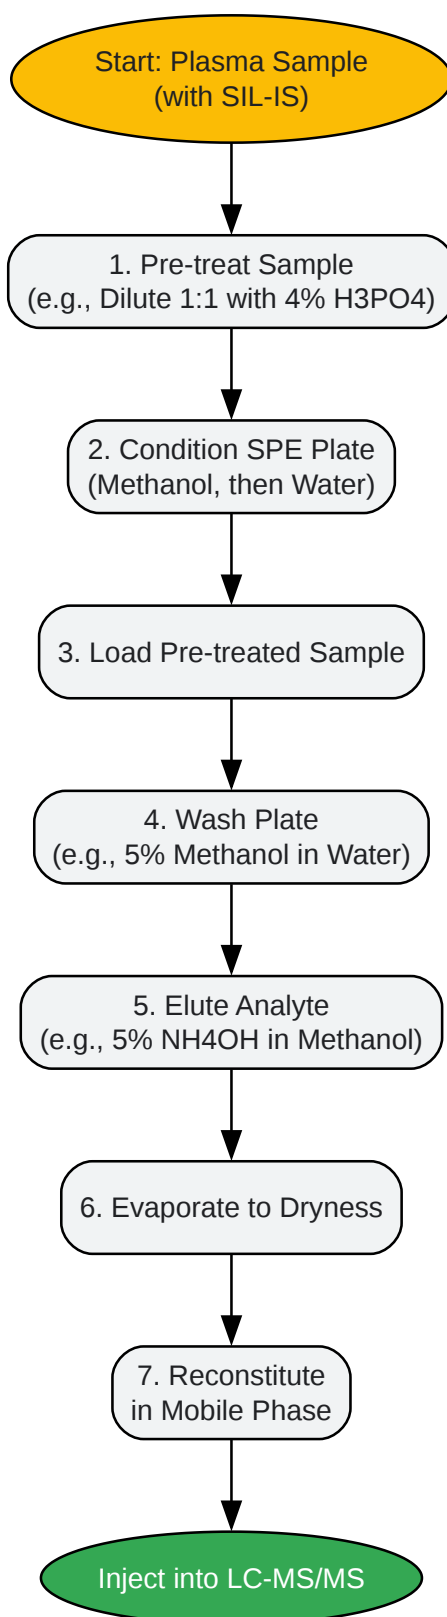 Start: Plasma Sample
(with SIL-IS)
1. Pre-treat Sample
(e.g., Dilute 1:1 with 4% H3PO4)
2. Condition SPE Plate
(Methanol, then Water)
3. Load Pre-treated Sample
4. Wash Plate
(e.g., 5% Methanol in Water)
5. Elute Analyte
(e.g., 5% NH4OH in Methanol)
6. Evaporate to Dryness
7. Reconstitute
in Mobile Phase
Inject into LC-MS/MS